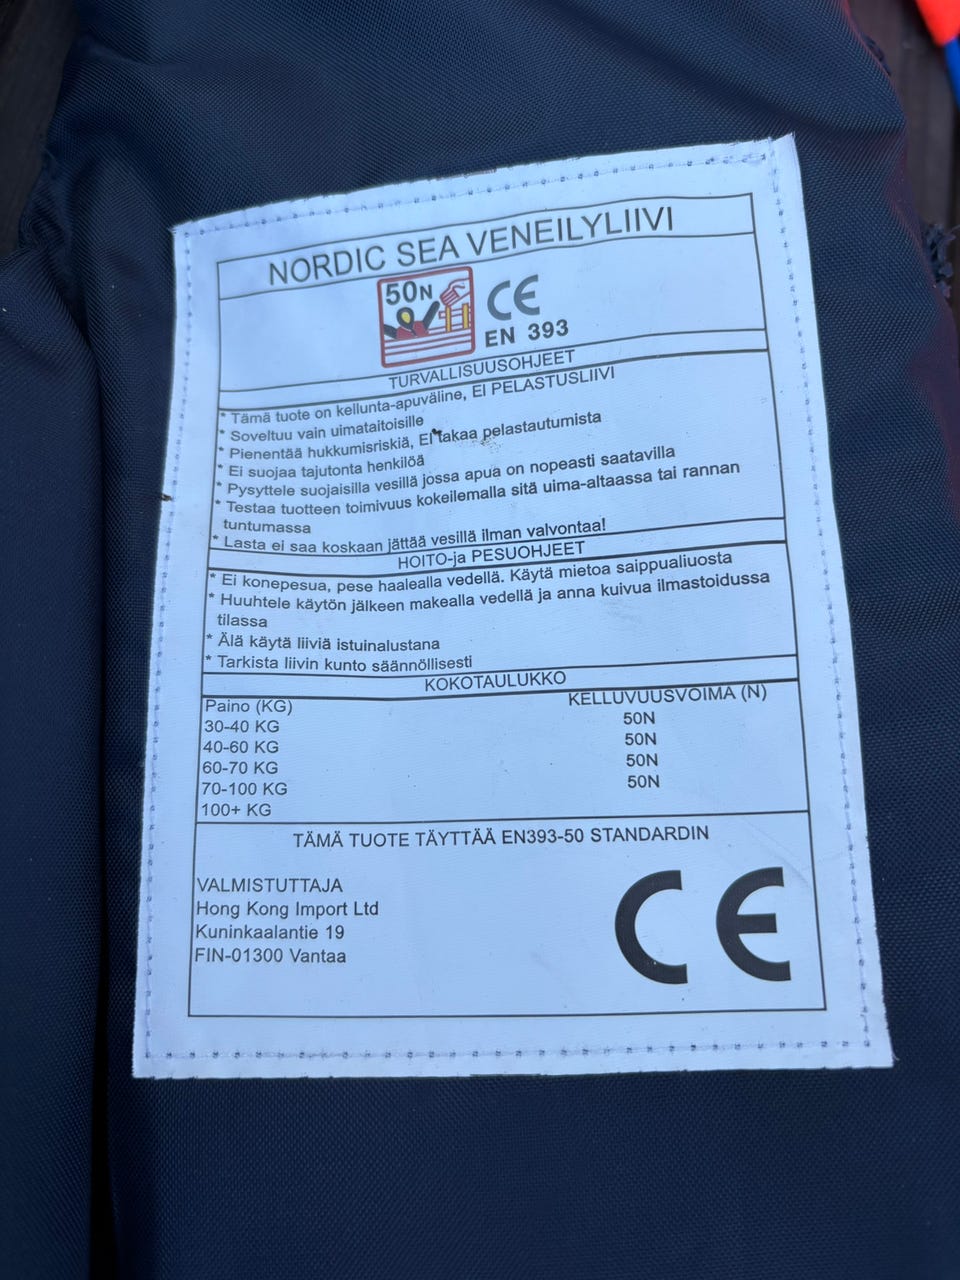 NORDIC SEA VENEILYLIIVI
50N
CE
EN 393
TURVALLISUUSOHJEET
* Tämä tuote on kellunta-apuväline, EI PELASTUSLIIVI
* Soveltuu vain uimataitoisille
* Pienentää hukkumisriskiä, EI takaa pelastautumista
* Ei suojaa tajutonta henkilöä
* Pysyttele suojaisilla vesillä jossa apua on nopeasti saatavilla
* Testaa tuotteen toimivuus kokeilemalla sitä uima-altaassa tai rannan
tuntumassa
* Lasta ei saa koskaan jättää vesillä ilman valvontaa!
HOITO-ja PESUOHJEET
* Ei konepesua, pese haalealla vedellä. Käytä mietoa saippualiuosta
* Huuhtele käytön jälkeen makealla vedellä ja anna kuivua ilmastoidussa
tilassa
* Älä käytä liiviä istuinalustana
* Tarkista liivin kunto säännöllisesti
KOKOTAULUKKO
Paino (KG) KELLUVUUSVOIMA (N)
30-40 KG 50N
40-60 KG 50N
60-70 KG 50N
70-100 KG 50N
100+ KG
TÄMÄ TUOTE TÄYTTÄÄ EN393-50 STANDARDIN
VALMISTUTTAJA
Hong Kong Import Ltd
Kuninkaalantie 19
FIN-01300 Vantaa
CE